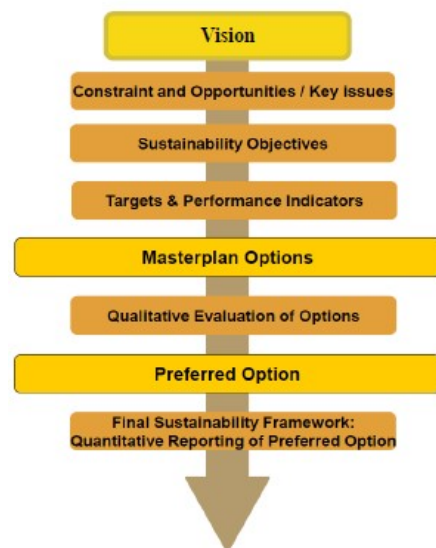 Vision
Constraint and Opportunities / Key issues
Sustainability Objectives
Targets & Performance Indicators
Masterplan Options
Qualitative Evaluation of Options
Preferred Option
Final Sustainability Framework:
Quantitative Reporting of Preferred Option